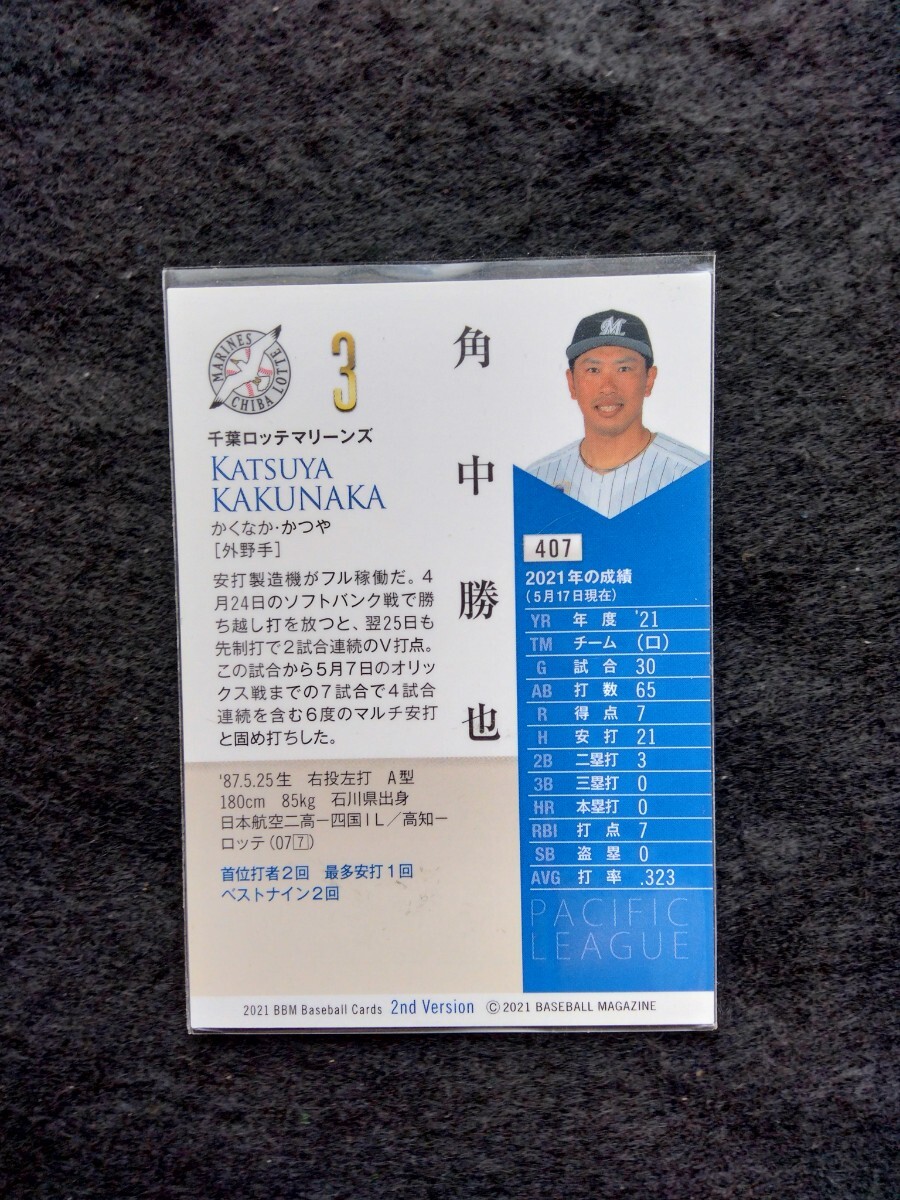 MARINES
CHIBA LOTTE
3
千葉ロッテマリーンズ
KATSUYA
KAKUNAKA
かくなか・かつや
[外野手]
角中勝也
安打製造機がフル稼働だ。4
月24日のソフトバンク戦で勝
ち越し打を放つと、翌25日も
先制打で2試合連続のV打点。
この試合から5月7日のオリッ
クス戦までの7試合で4試合
連続を含む6度のマルチ安打
と固め打ちした。
'87.5.25生 右投左打 A型
180cm 85kg 石川県出身
日本航空二高ー四国IL/高知ー
ロッテ(07[7])
首位打者2回 最多安打1回
ベストナイン2回
M
407
2021年の成績
(5月17日現在)
YR 年度 '21
TM チーム (ロ)
G 試合 30
AB 打数 65
R 得点 7
H 安打 21
2B 二塁打 3
3B 三塁打 0
HR 本塁打 0
RBI 打点 7
SB 盗塁 0
AVG 打率 .323
PACIFIC
LEAGUE
2021 BBM Baseball Cards 2nd Version ©2021 BASEBALL MAGAZINE